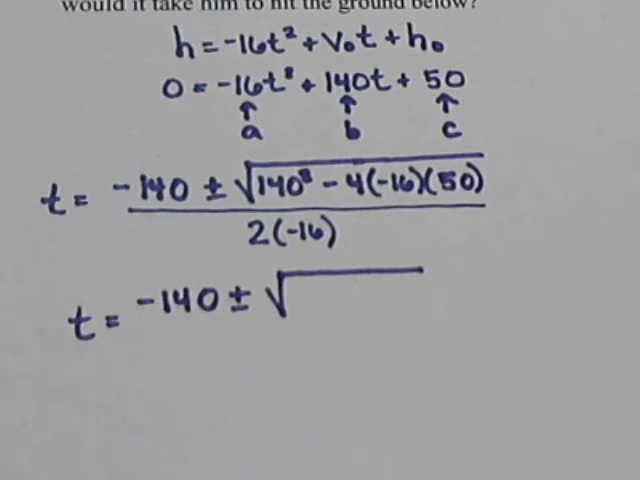 would it take him to hit the ground below?
h = -16t² + v₀t + h₀
0 = -16t² + 140t + 50
↑ ↑ ↑
a b c
t = -140 ± √140² - 4(-16)(50)
2(-16)
t = -140 ± √